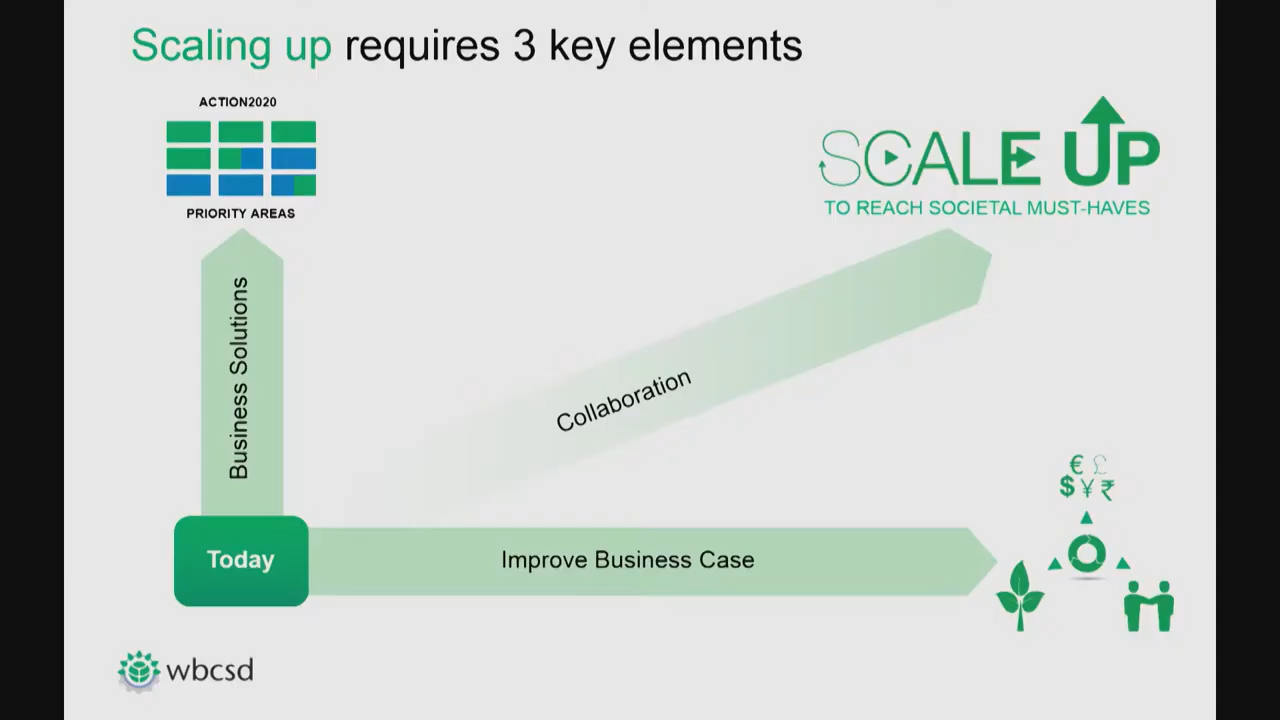 Scaling up requires 3 key elements
ACTION2020
PRIORITY AREAS
SCALE UP
TO REACH SOCIETAL MUST-HAVES
Business Solutions
Collaboration
€ £
$ ¥ ₹
Today
Improve Business Case
wbcsd